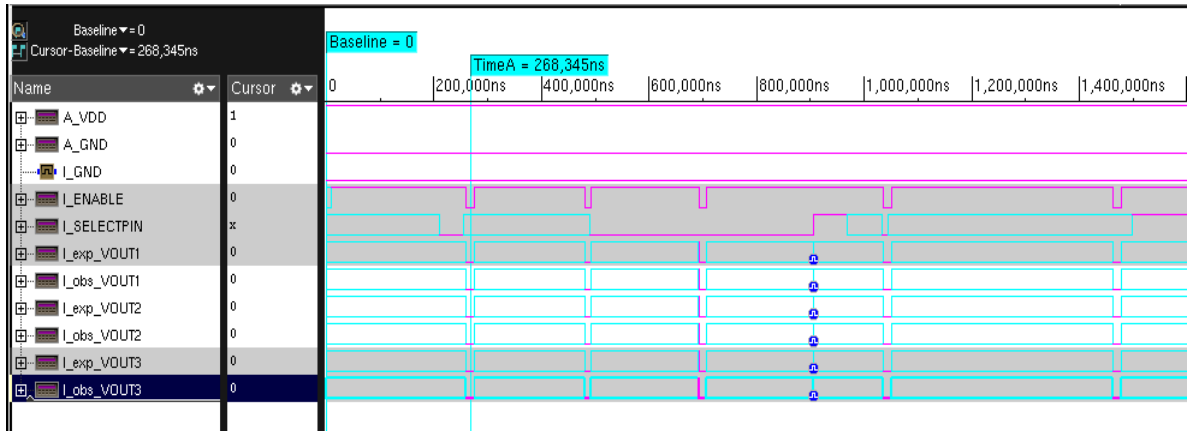 Baseline▼=0
Cursor-Baseline▼=268,345ns
Baseline = 0
TimeA = 268,345ns
Name Cursor 0 200,000ns 400,000ns 600,000ns 800,000ns 1,000,000ns 1,200,000ns 1,400,000ns
A_VDD 1
A_GND 0
I_GND 0
I_ENABLE 0
I_SELECTPIN x
I_exp_VOUT1 0
I_obs_VOUT1 0
I_exp_VOUT2 0
I_obs_VOUT2 0
I_exp_VOUT3 0
I_obs_VOUT3 0